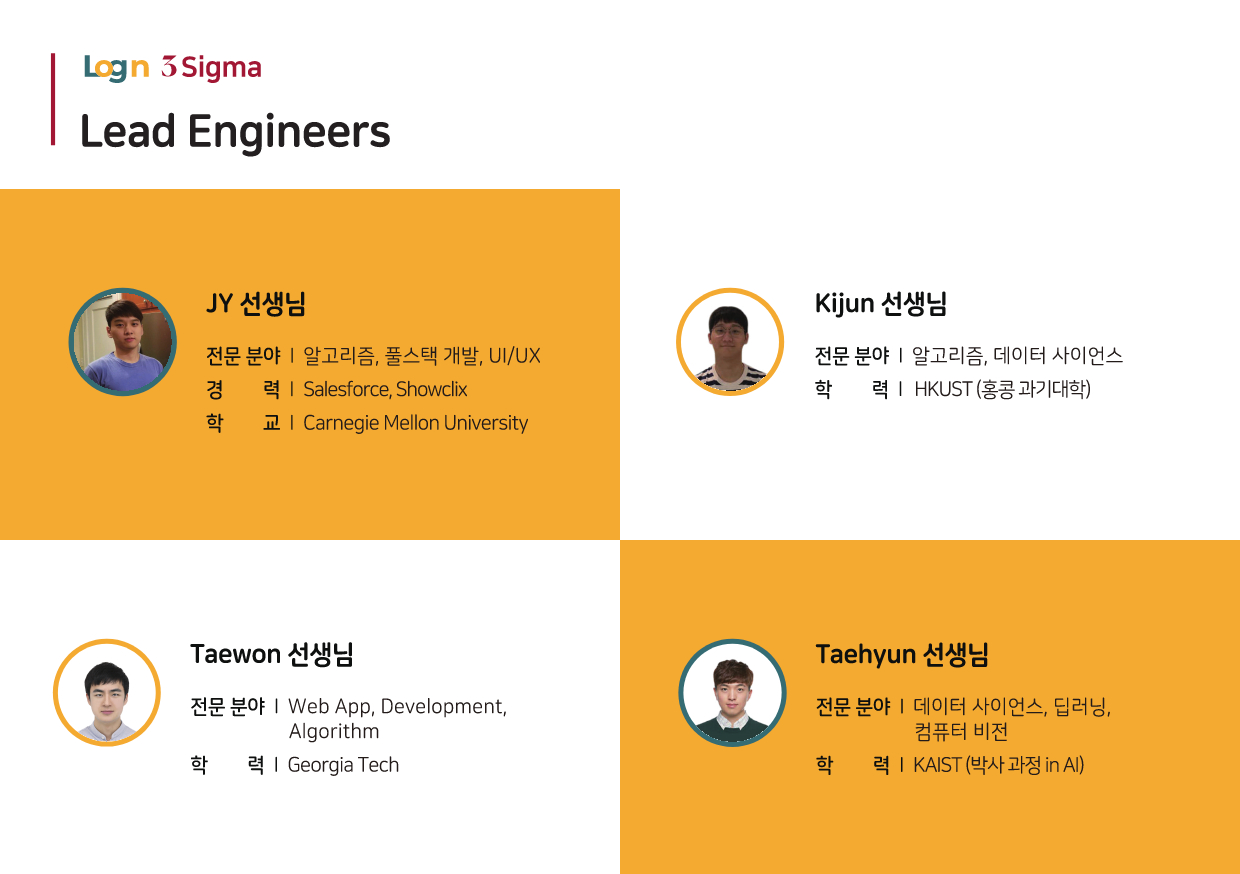 Login 3 Sigma
Lead Engineers
JY 선생님
전문 분야 | 알고리즘, 풀스택 개발, UI/UX
경 력 | Salesforce, Showclix
학 교 | Carnegie Mellon University
Kijun 선생님
전문 분야 | 알고리즘, 데이터 사이언스
학 력 | HKUST (홍콩 과기대학)
Taewon 선생님
전문 분야 | Web App, Development,
Algorithm
학 력 | Georgia Tech
Taehyun 선생님
전문 분야 | 데이터 사이언스, 딥러닝,
컴퓨터 비전
학 력 | KAIST (박사 과정 in AI)